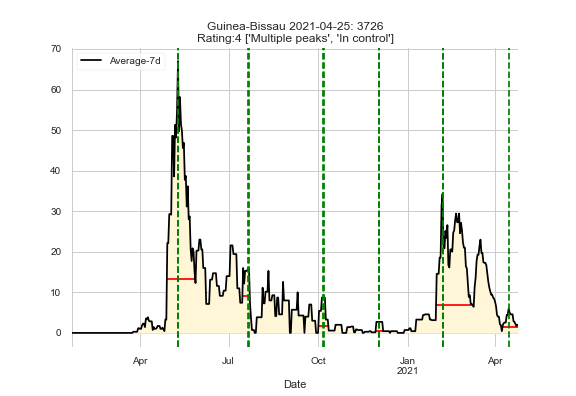 Guinea-Bissau 2021-04-25: 3726
Rating:4 ['Multiple peaks', 'In control']
70
Average-7d
60
50
40
30
20
10
0
Apr
Jul
Oct
Jan
2021
Apr
Date